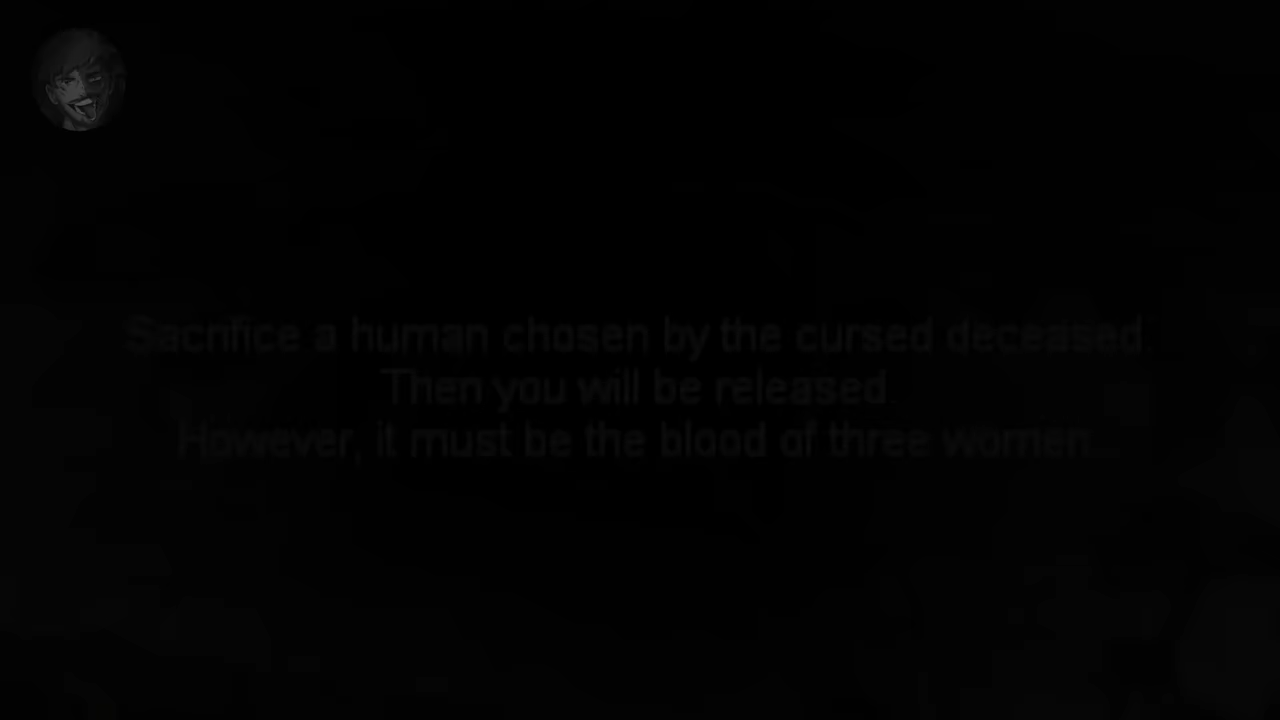 Sacrifice a human chosen by the cursed deceased.
Then you will be released.
However, it must be the blood of three women...